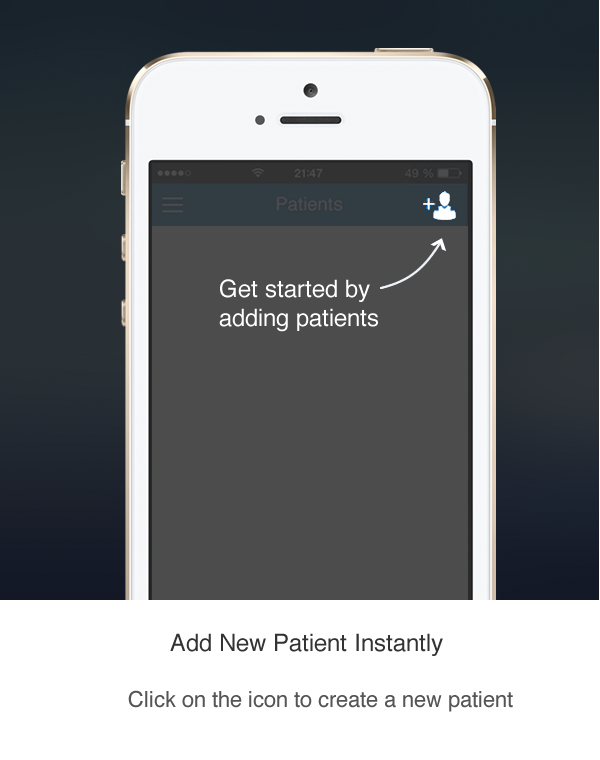 21:47
49 %
Patients
Get started by
adding patients
Add New Patient Instantly
Click on the icon to create a new patient